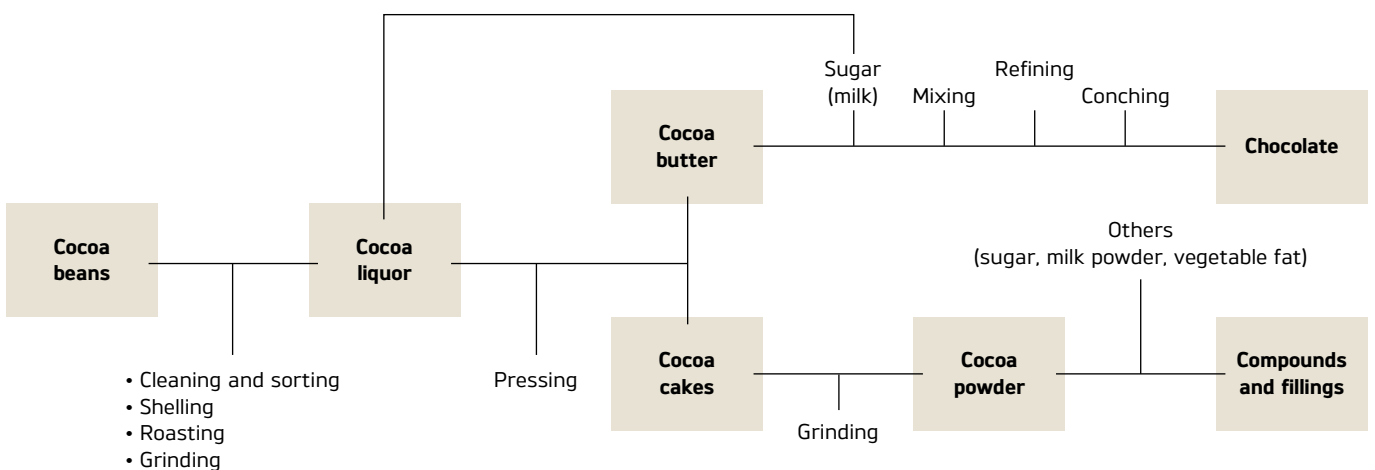 Sugar
(milk)
Mixing
Refining
Conching
Cocoa
butter
Chocolate
Cocoa
beans
Cocoa
liquor
Others
(sugar, milk powder, vegetable fat)
• Cleaning and sorting
• Shelling
• Roasting
• Grinding
Pressing
Cocoa
cakes
Grinding
Cocoa
powder
Compounds
and fillings